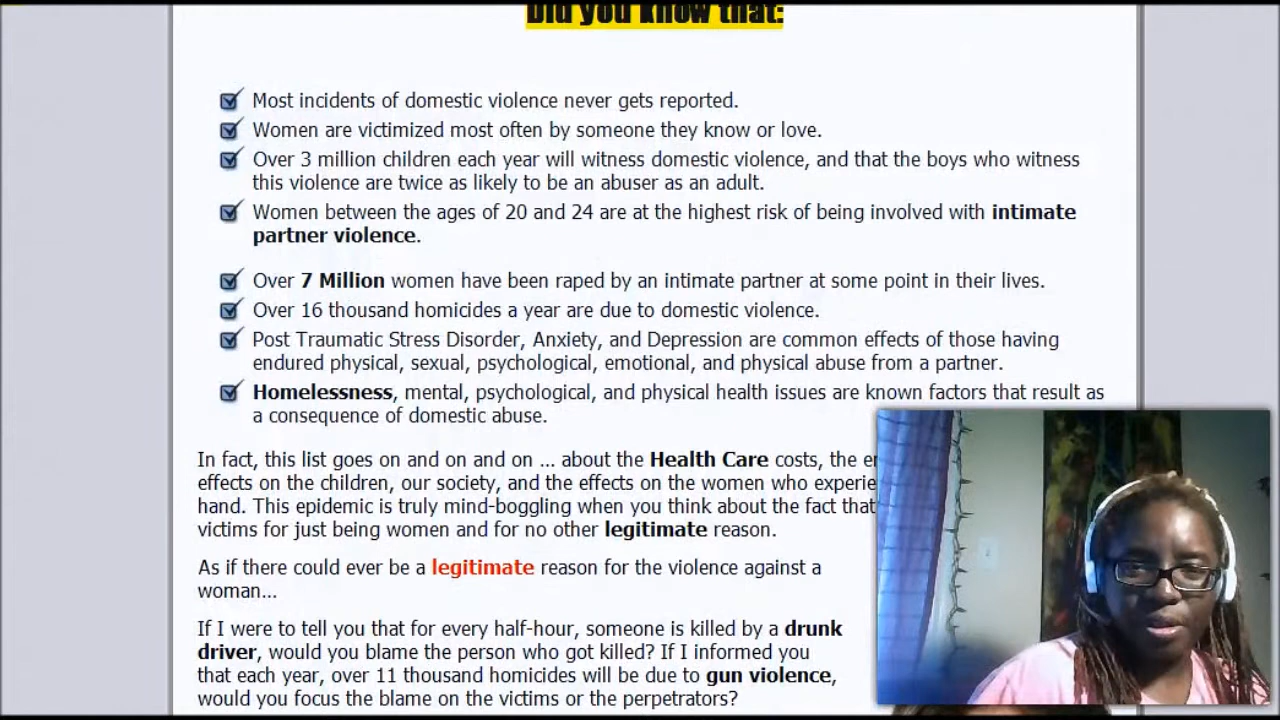 Did you know that:
Most incidents of domestic violence never gets reported.
Women are victimized most often by someone they know or love.
Over 3 million children each year will witness domestic violence, and that the boys who witness
this violence are twice as likely to be an abuser as an adult.
Women between the ages of 20 and 24 are at the highest risk of being involved with intimate
partner violence.
Over 7 Million women have been raped by an intimate partner at some point in their lives.
Over 16 thousand homicides a year are due to domestic violence.
Post Traumatic Stress Disorder, Anxiety, and Depression are common effects of those having
endured physical, sexual, psychological, emotional, and physical abuse from a partner.
Homelessness, mental, psychological, and physical health issues are known factors that result as
a consequence of domestic abuse.
In fact, this list goes on and on and on ... about the Health Care costs, the
effects on the children, our society, and the effects on the women who
hand. This epidemic is truly mind-boggling when you think about the fact that
victims for just being women and for no other legitimate reason.
As if there could ever be a legitimate reason for the violence against a
woman...
If I were to tell you that for every half-hour, someone is killed by a drunk
driver, would you blame the person who got killed? If I informed you
that each year, over 11 thousand homicides will be due to gun violence,
would you focus the blame on the victims or the perpetrators?